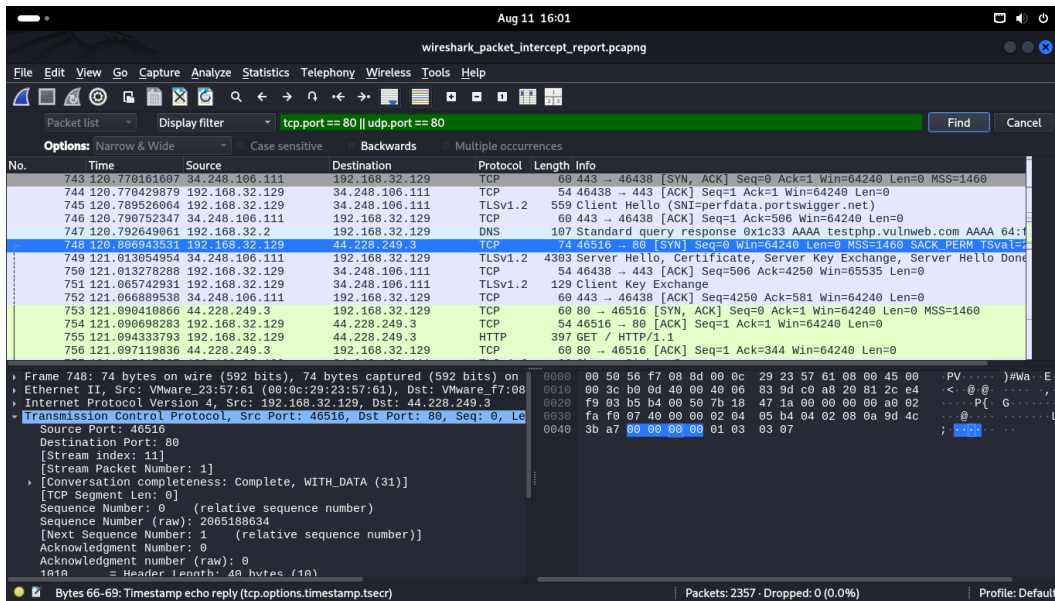 Aug 11 16:01
wireshark_packet_intercept_report.pcapng
File Edit View Go Capture Analyze Statistics Telephony Wireless Tools Help
Packet list Display filter tcp.port == 80 || udp.port == 80 Find Cancel
Options: Narrow & Wide Case sensitive Backwards Multiple occurrences
No. Time Source Destination Protocol Length Info
743 120.770161607 34.248.106.111 192.168.32.129 TCP 60 443 → 46438 [SYN, ACK] Seq=0 Ack=1 Win=64240 Len=0 MSS=1460
744 120.770429879 192.168.32.129 34.248.106.111 TCP 54 46438 → 443 [ACK] Seq=1 Ack=1 Win=64240 Len=0
745 120.789526064 192.168.32.129 34.248.106.111 TLSv1.2 559 Client Hello (SNI=perfdata.portswigger.net)
746 120.790752347 34.248.106.111 192.168.32.129 TCP 60 443 → 46438 [ACK] Seq=1 Ack=506 Win=64240 Len=0
747 120.792649061 192.168.32.2 192.168.32.129 DNS 107 Standard query response 0x1c33 AAAA testphp.vulnweb.com AAAA 64:f
748 120.806943531 192.168.32.129 44.228.249.3 TCP 74 46516 → 80 [SYN] Seq=0 Win=64240 Len=0 MSS=1460 SACK_PERM TSval=2
749 121.013054954 34.248.106.111 192.168.32.129 TLSv1.2 4303 Server Hello, Certificate, Server Key Exchange, Server Hello Done
750 121.013278288 192.168.32.129 34.248.106.111 TCP 54 46438 → 443 [ACK] Seq=506 Ack=4250 Win=65535 Len=0
751 121.065742931 192.168.32.129 34.248.106.111 TLSv1.2 129 Client Key Exchange
752 121.066889538 34.248.106.111 192.168.32.129 TCP 60 443 → 46438 [ACK] Seq=4250 Ack=581 Win=64240 Len=0
753 121.090410866 44.228.249.3 192.168.32.129 TCP 60 80 → 46516 [SYN, ACK] Seq=0 Ack=1 Win=64240 Len=0 MSS=1460
754 121.090698283 192.168.32.129 44.228.249.3 TCP 54 46516 → 80 [ACK] Seq=1 Ack=1 Win=64240 Len=0
755 121.094333793 192.168.32.129 44.228.249.3 HTTP 397 GET / HTTP/1.1
756 121.097119836 44.228.249.3 192.168.32.129 TCP 60 80 → 46516 [ACK] Seq=1 Ack=344 Win=64240 Len=0
Frame 748: 74 bytes on wire (592 bits), 74 bytes captured (592 bits) on
Ethernet II, Src: VMware_23:57:61 (00:0c:29:23:57:61), Dst: VMware_f7:08
Internet Protocol Version 4, Src: 192.168.32.129, Dst: 44.228.249.3
Transmission Control Protocol, Src Port: 46516, Dst Port: 80, Seq: 0, Le
Source Port: 46516
Destination Port: 80
[Stream index: 11]
[Stream Packet Number: 1]
[Conversation completeness: Complete, WITH_DATA (31)]
[TCP Segment Len: 0]
Sequence Number: 0 (relative sequence number)
Sequence Number (raw): 2065188634
[Next Sequence Number: 1 (relative sequence number)]
Acknowledgment Number: 0
Acknowledgment number (raw): 0
1010 .... = Header Length: 40 bytes (10)
0000 00 50 56 f7 08 8d 00 0c 29 23 57 61 08 00 45 00 ·PV····· )#Wa··E·
0010 00 3c b0 0d 40 00 40 06 83 9d c0 a8 20 81 2c e4 ·<··@·@· ···· ·,·
0020 f9 03 b5 b4 00 50 7b 18 47 1a 00 00 00 00 a0 02 ·····P{· G·······
0030 fa f0 07 40 00 00 02 04 05 b4 04 02 08 0a 9d 4c ···@···· ·······L
0040 3b a7 00 00 00 00 01 03 03 07 ;······· ··
Bytes 66-69: Timestamp echo reply (tcp.options.timestamp.tsecr) Packets: 2357 · Dropped: 0 (0.0%) Profile: Default